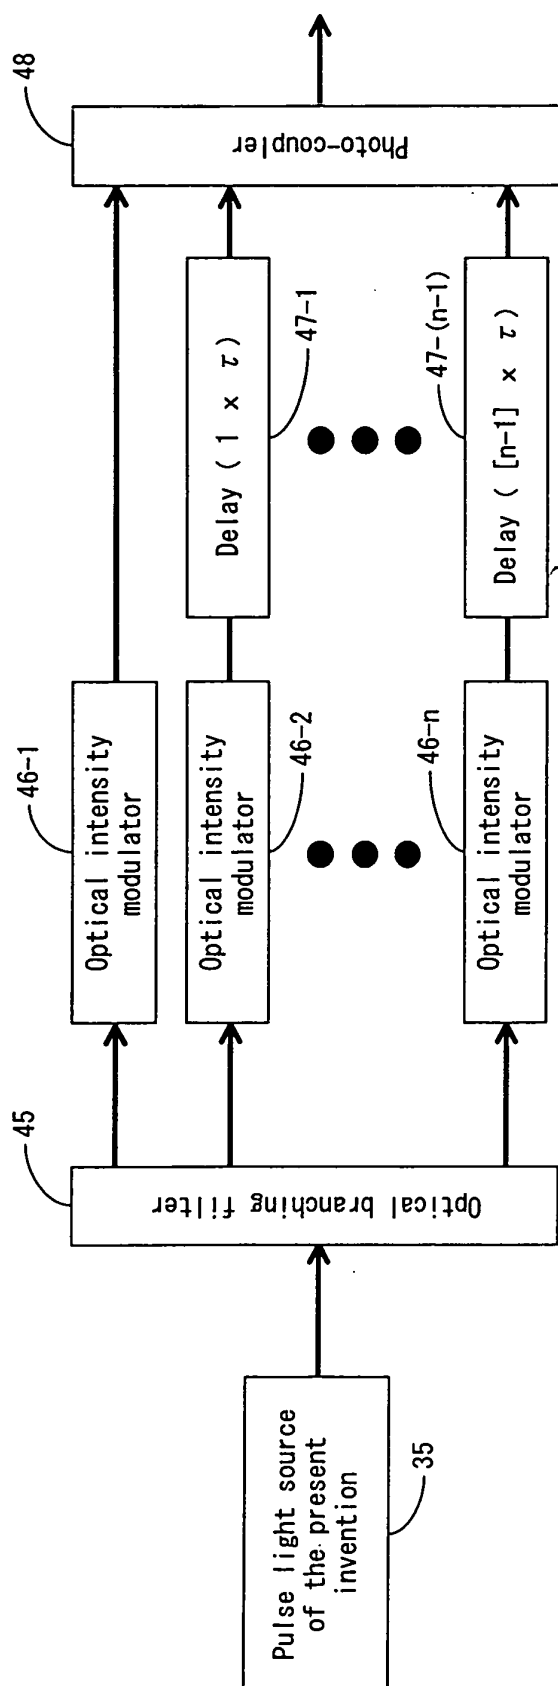 Pulse light source
of the present
invention
35
45
Optical branching filter
46-1
Optical intensity
modulator
Optical intensity
modulator
46-2
46-n
Optical intensity
modulator
Delay ( 1 × τ )
47-1
47-(n-1)
Delay ( [n-1] × τ )
48
Photo-coupler